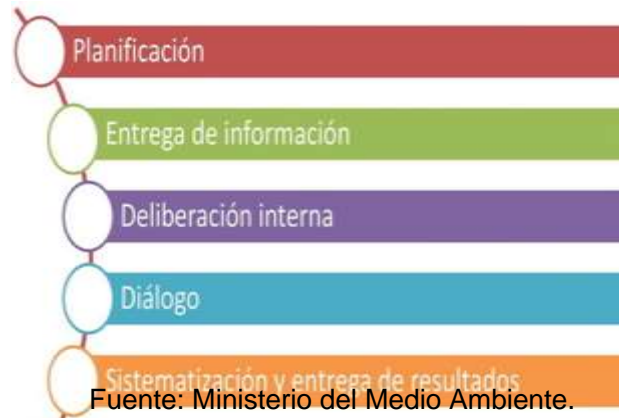 Planificación
Entrega de información
Deliberación interna
Diálogo
Sistematización y entrega de resultados
Fuente: Ministerio del Medio Ambiente.